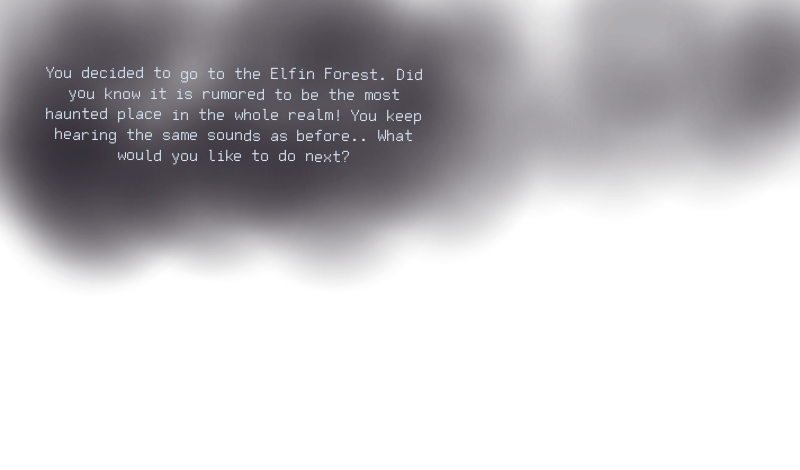 You decided to go to the Elfin Forest. Did
you know it is rumored to be the most
haunted place in the whole realm! You keep
hearing the same sounds as before.. What
would you like to do next?